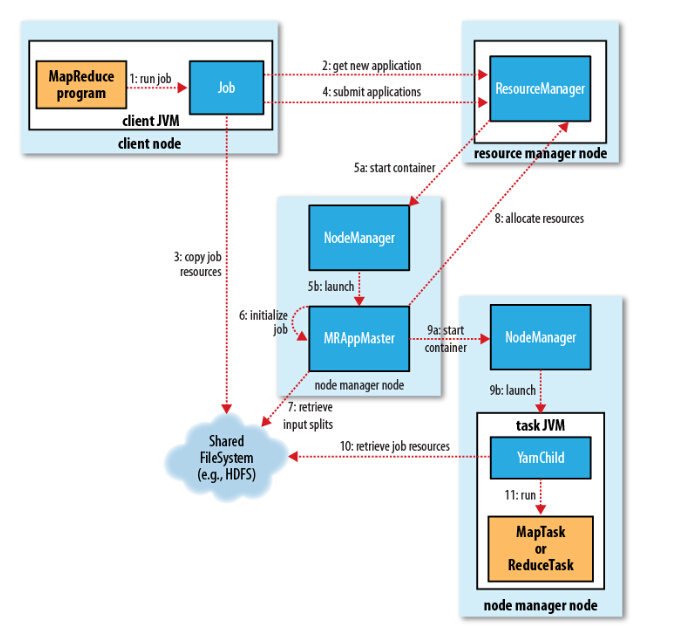 MapReduce
program
1: run job
Job
client JVM
client node
2: get new application
4: submit applications
ResourceManager
resource manager node
5a: start container
3: copy job
resources
NodeManager
5b: launch
6: initialize
job
MRAppMaster
node manager node
8: allocate resources
9a: start
container
NodeManager
9b: launch
7: retrieve
input splits
Shared
FileSystem
(e.g., HDFS)
10: retrieve job resources
task JVM
YarnChild
11: run
MapTask
or
ReduceTask
node manager node